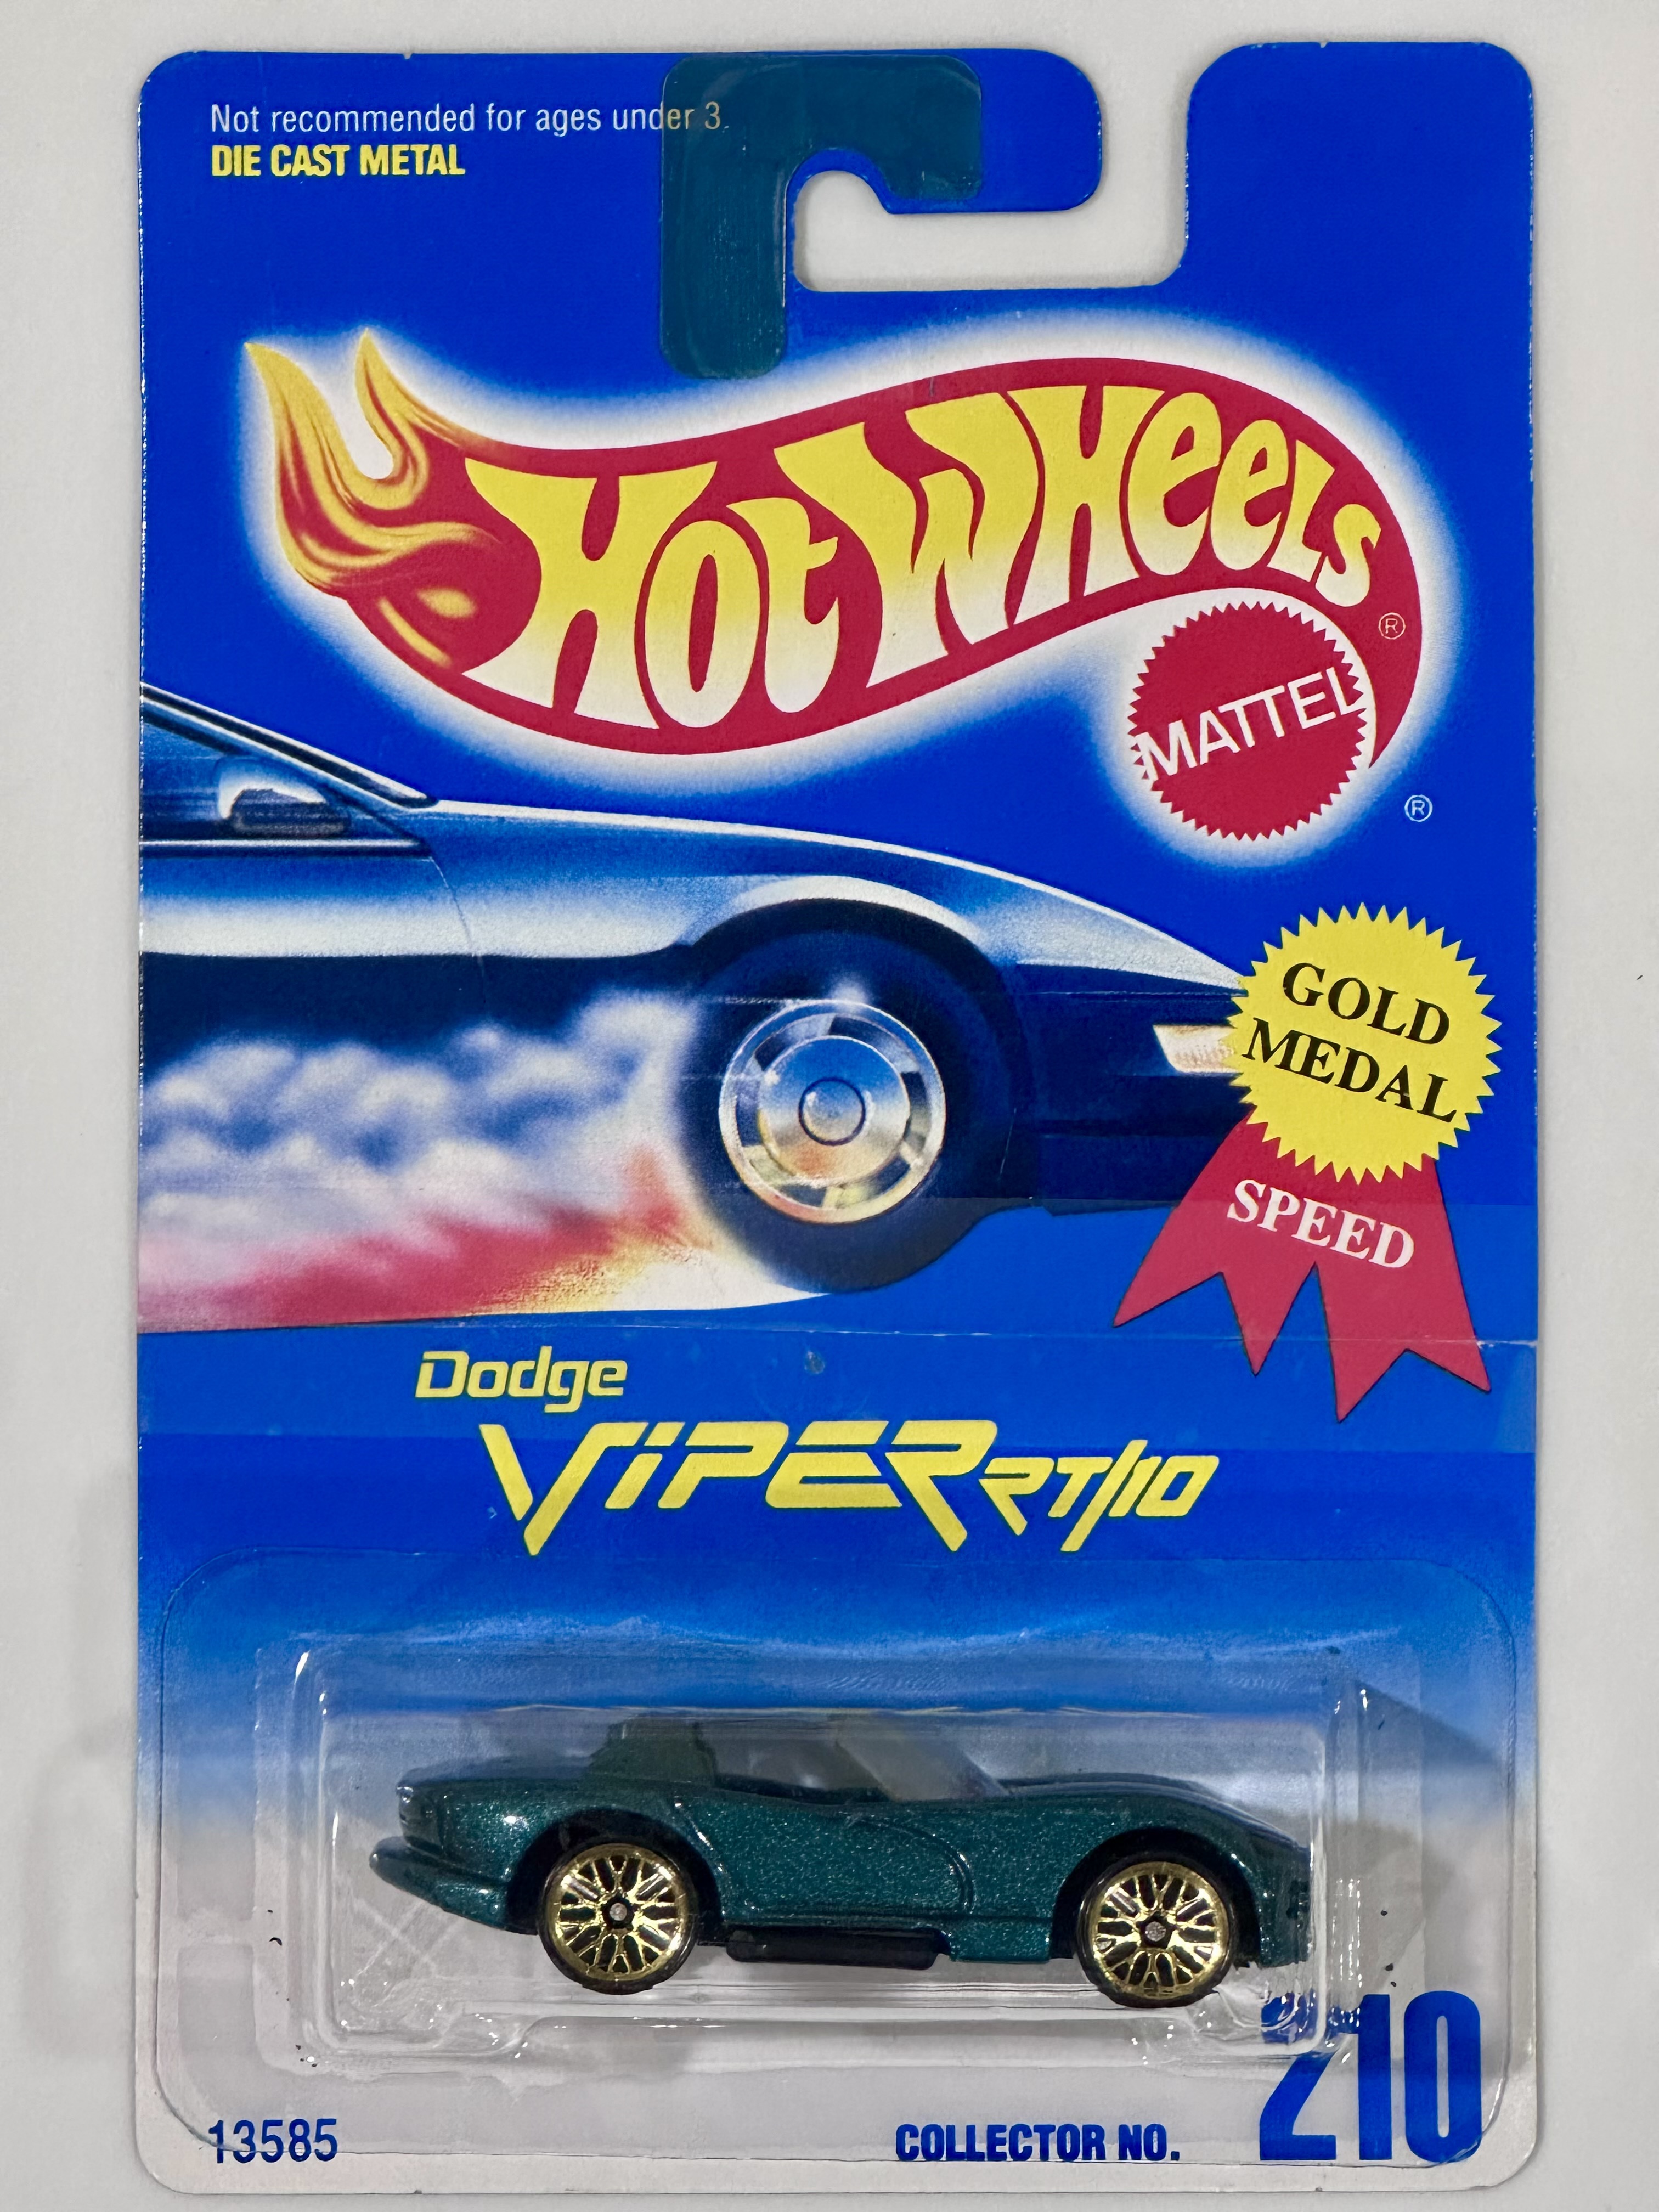 Not recommended for ages under 3.
DIE CAST METAL
Hot Wheels
®
MATTEL
®
GOLD
MEDAL
SPEED
Dodge
VIPER RT/10
13585
COLLECTOR NO.
210